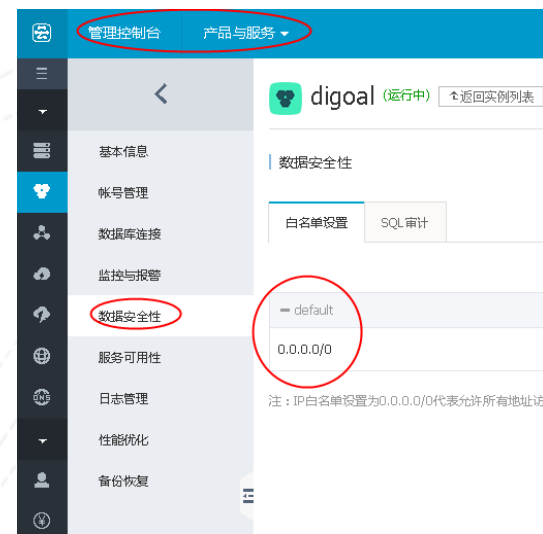 管理控制台 产品与服务
digoal (运行中) 返回实例列表
基本信息
帐号管理
数据库连接
监控与报警
数据安全性
服务可用性
日志管理
性能优化
备份恢复
数据安全性
白名单设置 SQL审计
default
0.0.0.0/0
注：IP白名单设置为0.0.0.0/0代表允许所有地址访
DNS